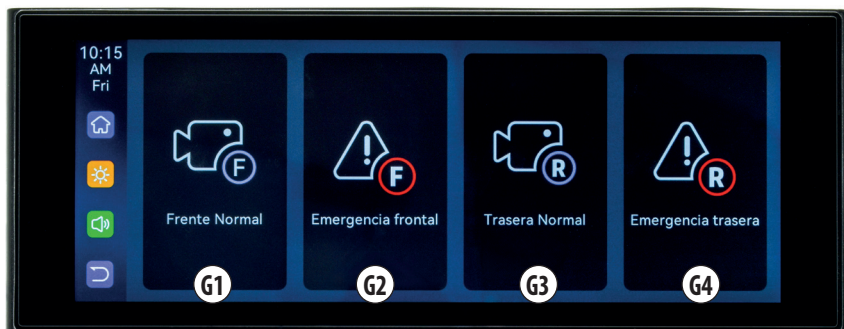 10:15
AM
Fri
F
Frente Normal
G1
F
Emergencia frontal
G2
R
Trasera Normal
G3
R
Emergencia trasera
G4